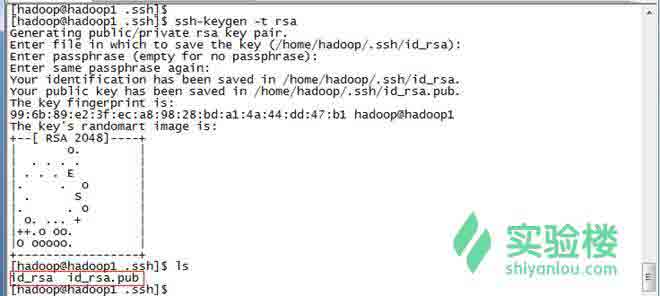 [hadoop@hadoop1 .ssh]$
[hadoop@hadoop1 .ssh]$ ssh-keygen -t rsa
Generating public/private rsa key pair.
Enter file in which to save the key (/home/hadoop/.ssh/id_rsa):
Enter passphrase (empty for no passphrase):
Enter same passphrase again:
Your identification has been saved in /home/hadoop/.ssh/id_rsa.
Your public key has been saved in /home/hadoop/.ssh/id_rsa.pub.
The key fingerprint is:
99:6b:89:e2:3f:ec:a8:98:28:bd:a1:4a:44:dd:47:b1 hadoop@hadoop1
The key's randomart image is:
+--[ RSA 2048]----+
|       o.        |
|  . . . .        |
| . . . E         |
|.     .  o       |
| .      S        |
|.      . o       |
| o. ... +        |
|++.o oo.         |
|O ooooo.         |
+-----------------+
[hadoop@hadoop1 .ssh]$ ls
id_rsa  id_rsa.pub
[hadoop@hadoop1 .ssh]$
实验楼
shiyanlou.com